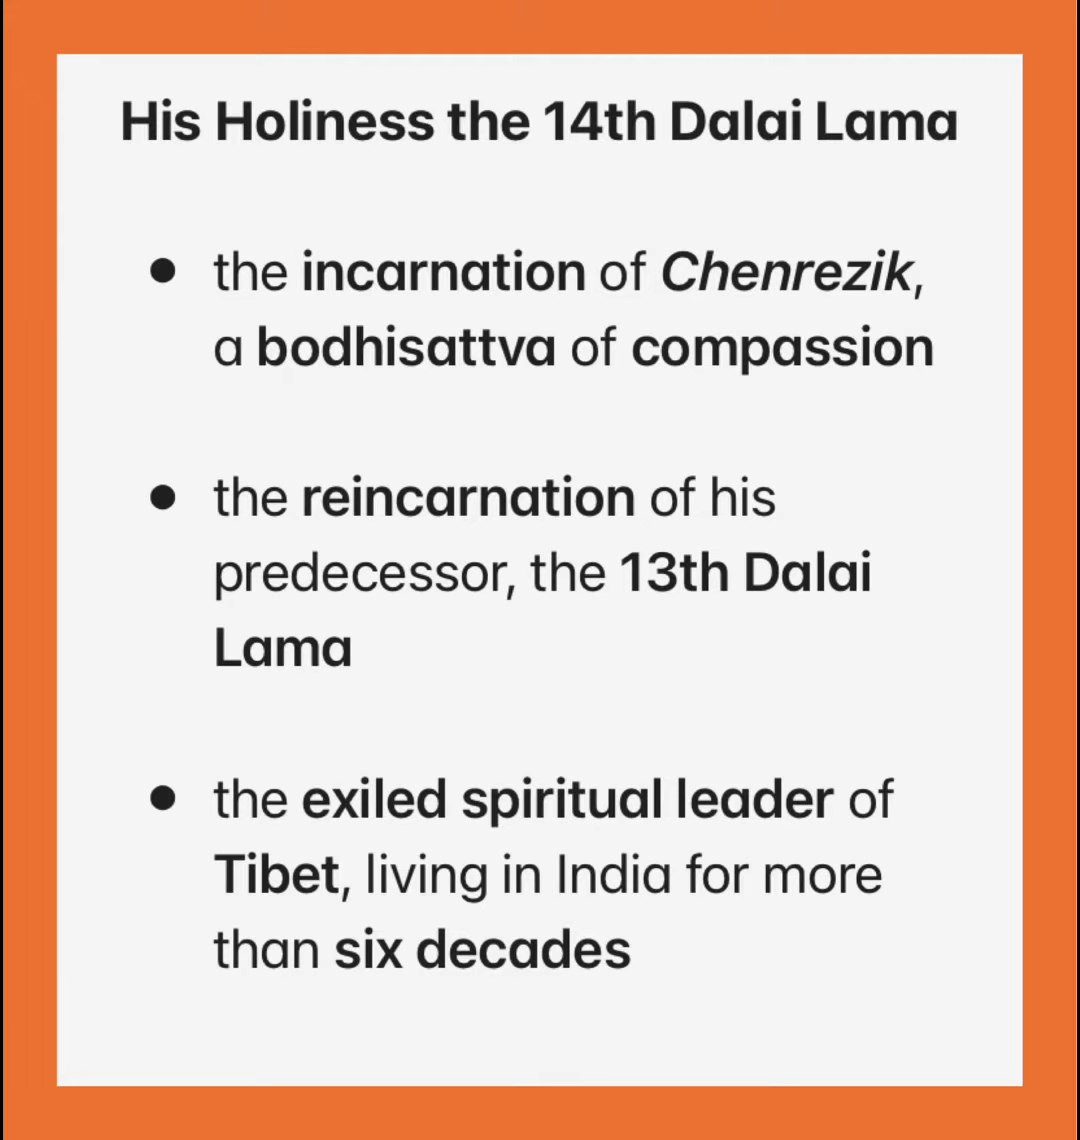 His Holiness the 14th Dalai Lama
the incarnation of Chenrezik,
a bodhisattva of compassion
the reincarnation of his
predecessor, the 13th Dalai
Lama
the exiled spiritual leader of
Tibet, living in India for more
than six decades